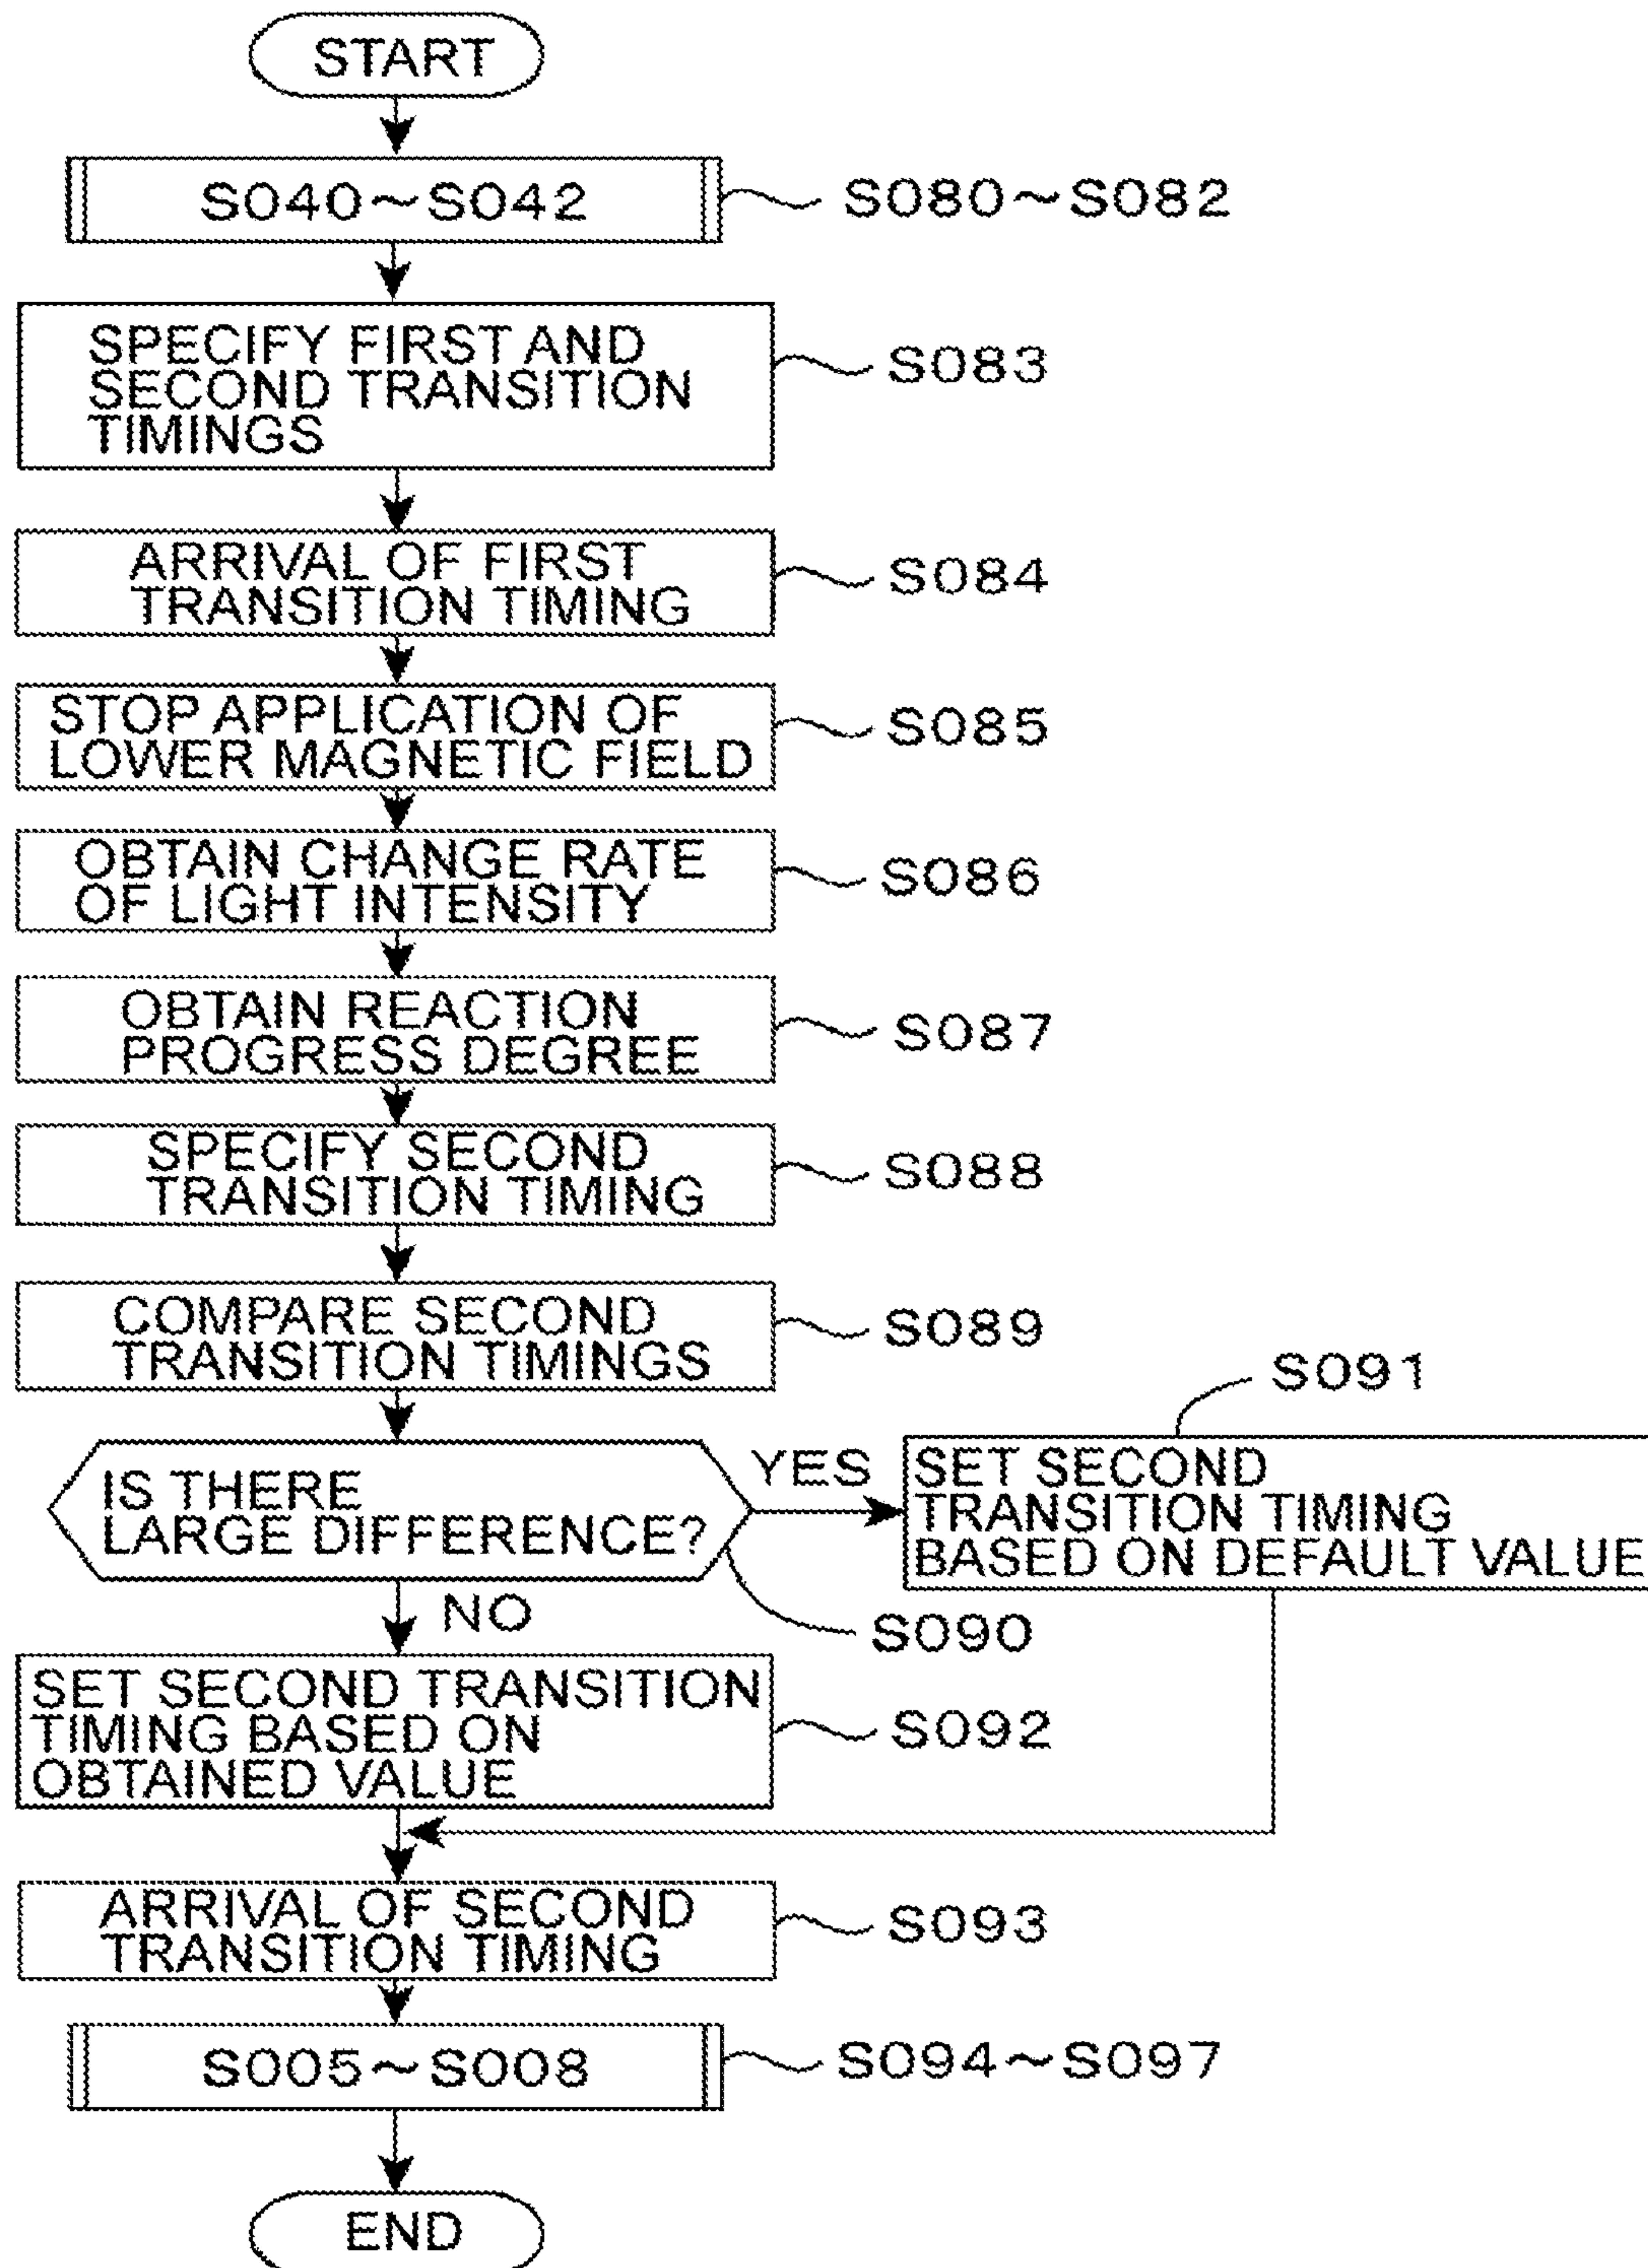 START
S040~S042
S080~S082
SPECIFY FIRST AND
SECOND TRANSITION
TIMINGS
S083
ARRIVAL OF FIRST
TRANSITION TIMING
S084
STOP APPLICATION OF
LOWER MAGNETIC FIELD
S085
OBTAIN CHANGE RATE
OF LIGHT INTENSITY
S086
OBTAIN REACTION
PROGRESS DEGREE
S087
SPECIFY SECOND
TRANSITION TIMING
S088
COMPARE SECOND
TRANSITION TIMINGS
S089
IS THERE
LARGE DIFFERENCE?
S090
YES
S091
SET SECOND
TRANSITION TIMING
BASED ON DEFAULT VALUE
NO
SET SECOND TRANSITION
TIMING BASED ON
OBTAINED VALUE
S092
ARRIVAL OF SECOND
TRANSITION TIMING
S093
S005~S008
S094~S097
END